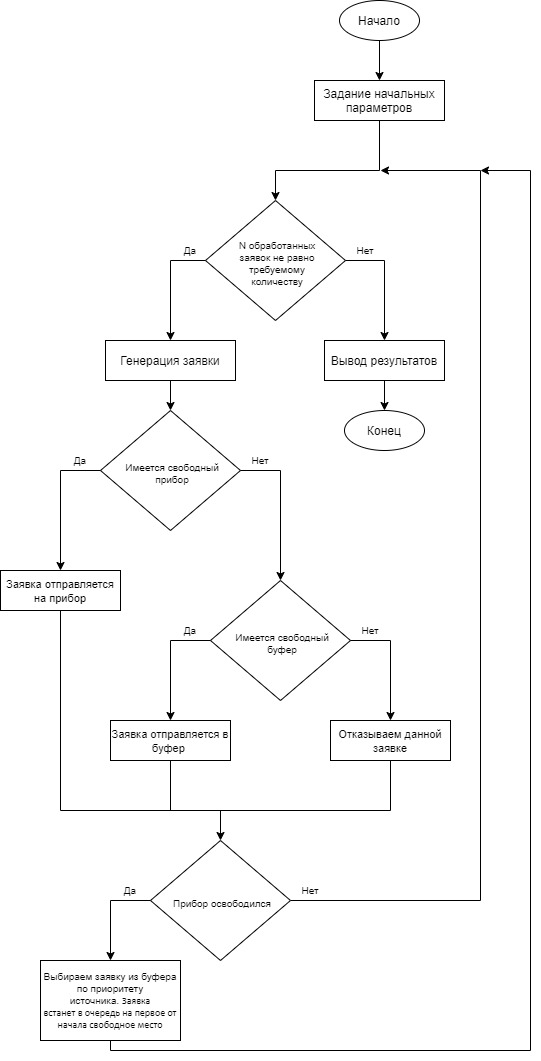 Начало
Задание начальных
параметров
N обработанных
заявок не равно
требуемому
количеству
Да
Нет
Генерация заявки
Вывод результатов
Конец
Имеется свободный
прибор
Да
Нет
Заявка отправляется
на прибор
Имеется свободный
буфер
Да
Нет
Заявка отправляется в
буфер
Отказываем данной
заявке
Прибор освободился
Да
Нет
Выбираем заявку из буфера
по приоритету
источника. Заявка
встанет в очередь на первое от
начала свободное место